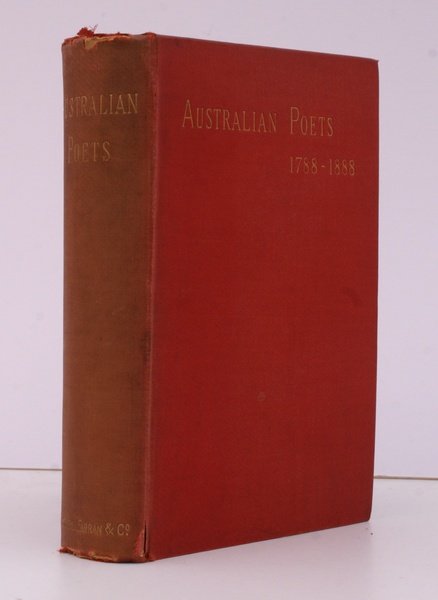 AUSTRALIAN
POETS
FARRAN & Co
AUSTRALIAN POETS
1788-1888